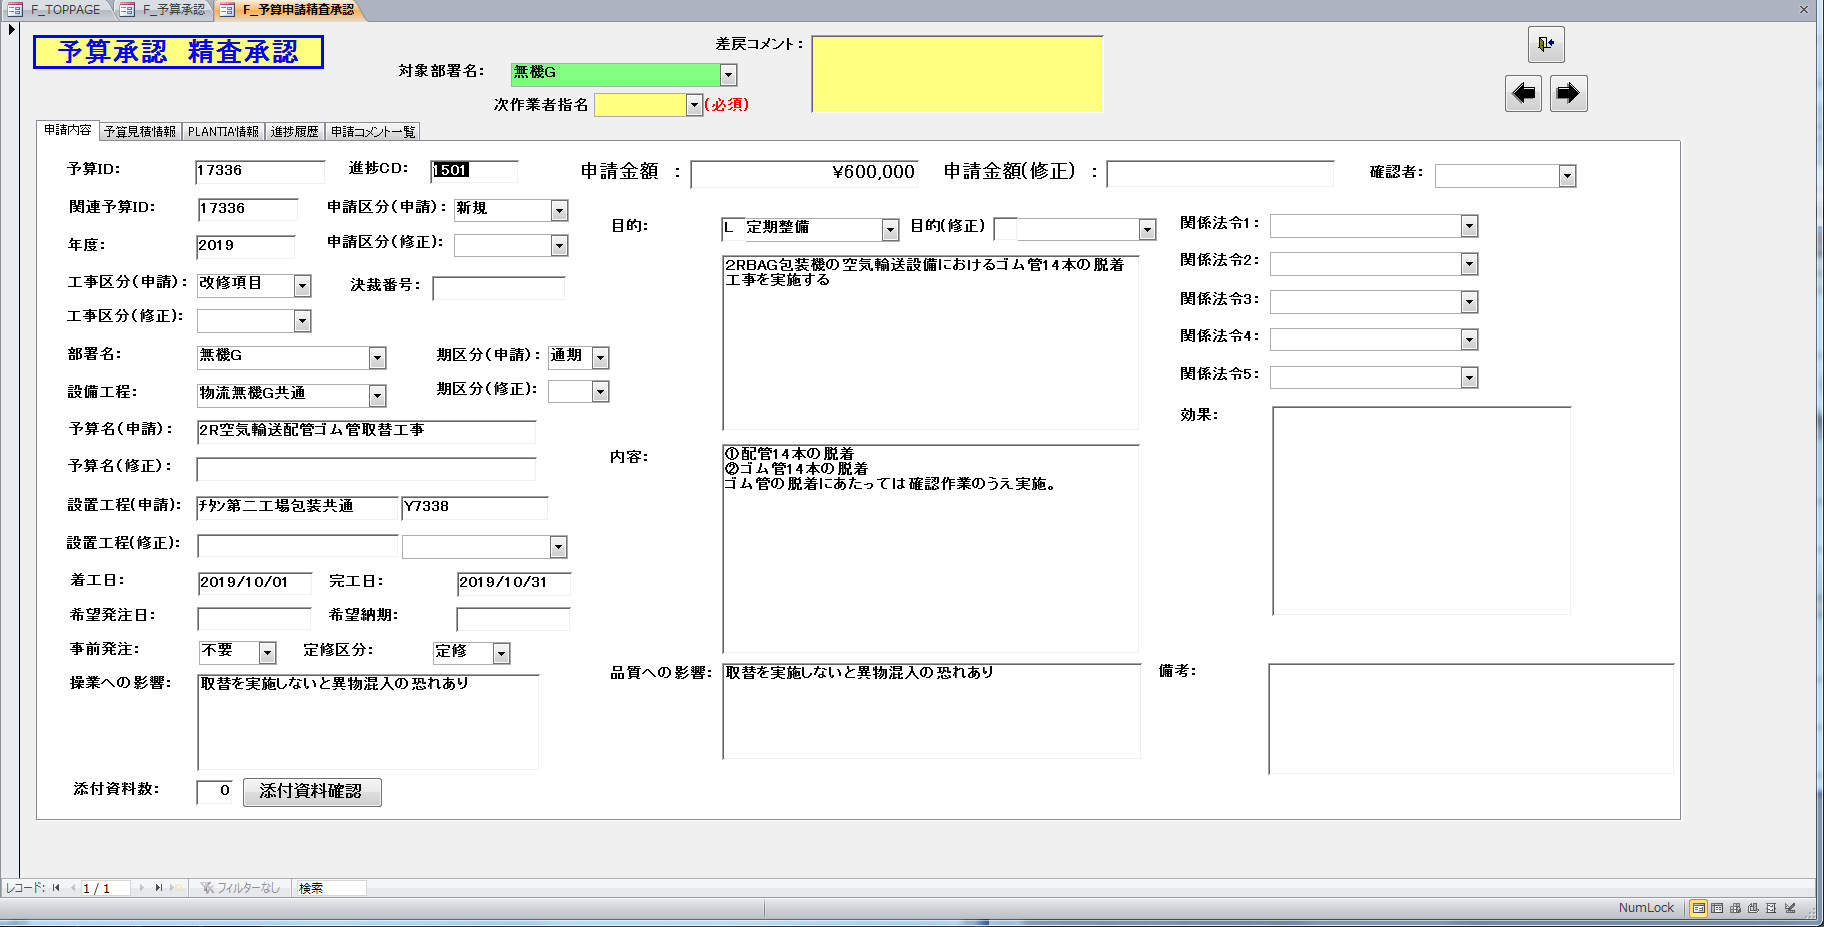 F_TOPPAGE
F_予算承認
F_予算申請精査承認
予算承認　精査承認
差戻コメント：
対象部署名：
無機G
次作業者指名
(必須)
申請内容
予算見積情報
PLANTIA情報
進捗履歴
申請コメント一覧
予算ID：
17336
進捗CD：
1501
申請金額　：
¥600,000
申請金額(修正)　：
確認者：
関連予算ID：
17336
申請区分(申請)：
新規
目的：
L　定期整備
目的(修正)
関係法令1：
年度：
2019
申請区分(修正)：
関係法令2：
2RBAG包装機の空気輸送設備におけるゴム管14本の脱着
工事を実施する
工事区分(申請)：
改修項目
決裁番号：
関係法令3：
工事区分(修正)：
関係法令4：
部署名：
無機G
期区分(申請)：
通期
関係法令5：
設備工程：
物流無機G共通
期区分(修正)：
効果：
予算名(申請)：
2R空気輸送配管ゴム管取替工事
予算名(修正)：
内容：
①配管14本の脱着
②ゴム管14本の脱着
ゴム管の脱着にあたっては確認作業のうえ実施。
設置工程(申請)：
ﾁﾀﾝ第二工場包装共通
Y7338
設置工程(修正)：
着工日：
2019/10/01
完工日：
2019/10/31
希望発注日：
希望納期：
事前発注：
不要
定修区分：
定修
操業への影響：
取替を実施しないと異物混入の恐れあり
品質への影響：
取替を実施しないと異物混入の恐れあり
備考：
添付資料数：
0
添付資料確認
レコード：
1 / 1
フィルターなし
検索
NumLock